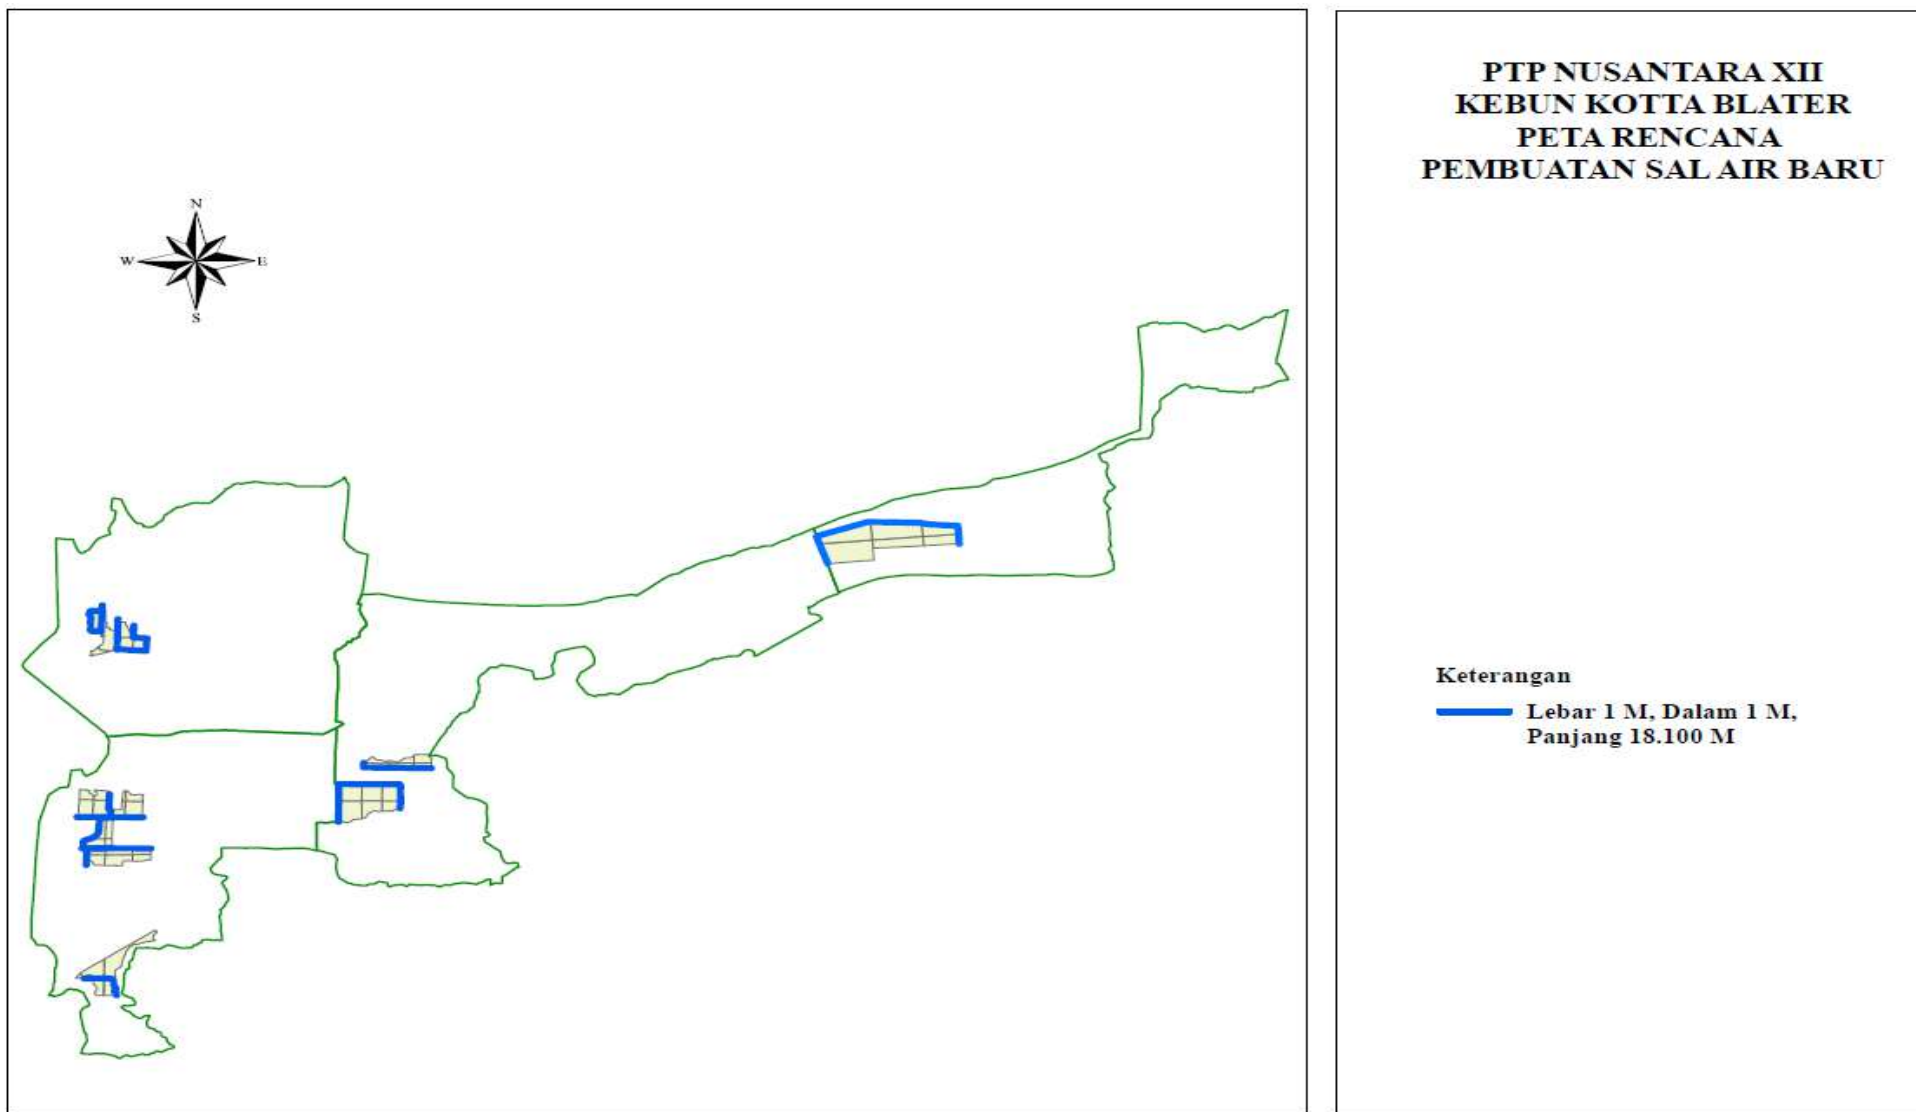 N
W
E
S
PTP NUSANTARA XII
KEBUN KOTTA BLATER
PETA RENCANA
PEMBUATAN SAL AIR BARU
Keterangan
Lebar 1 M, Dalam 1 M,
Panjang 18.100 M